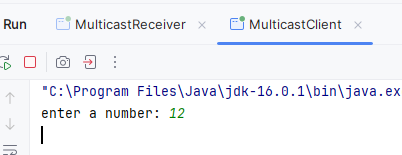 Run MulticastReceiver MulticastClient
"C:\Program Files\Java\jdk-16.0.1\bin\java.ex
enter a number: 12